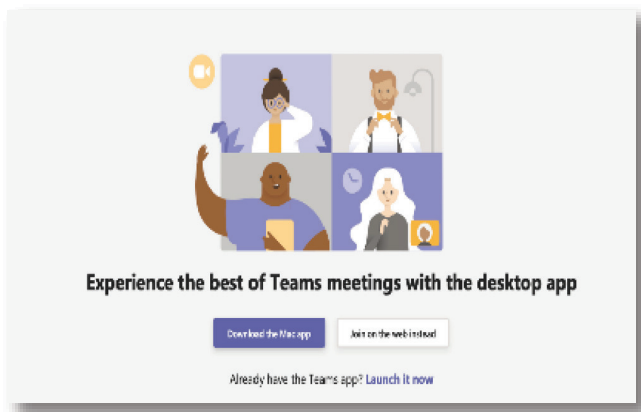 Experience the best of Teams meetings with the desktop app
Download the Mac app
Join on the web instead
Already have the Teams app? Launch it now